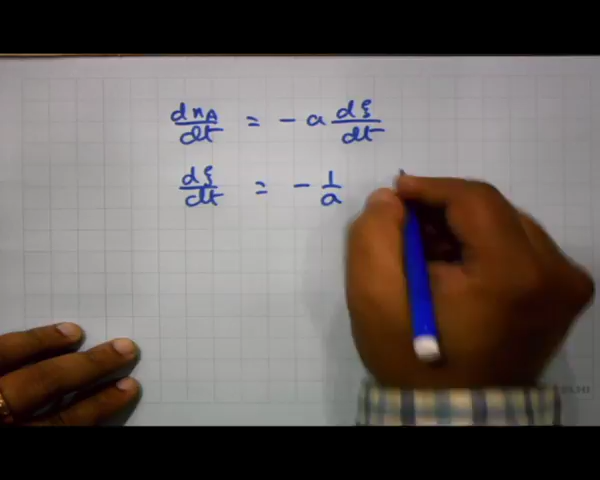 dn_A/dt = - a dξ/dt
dξ/dt = - 1/a